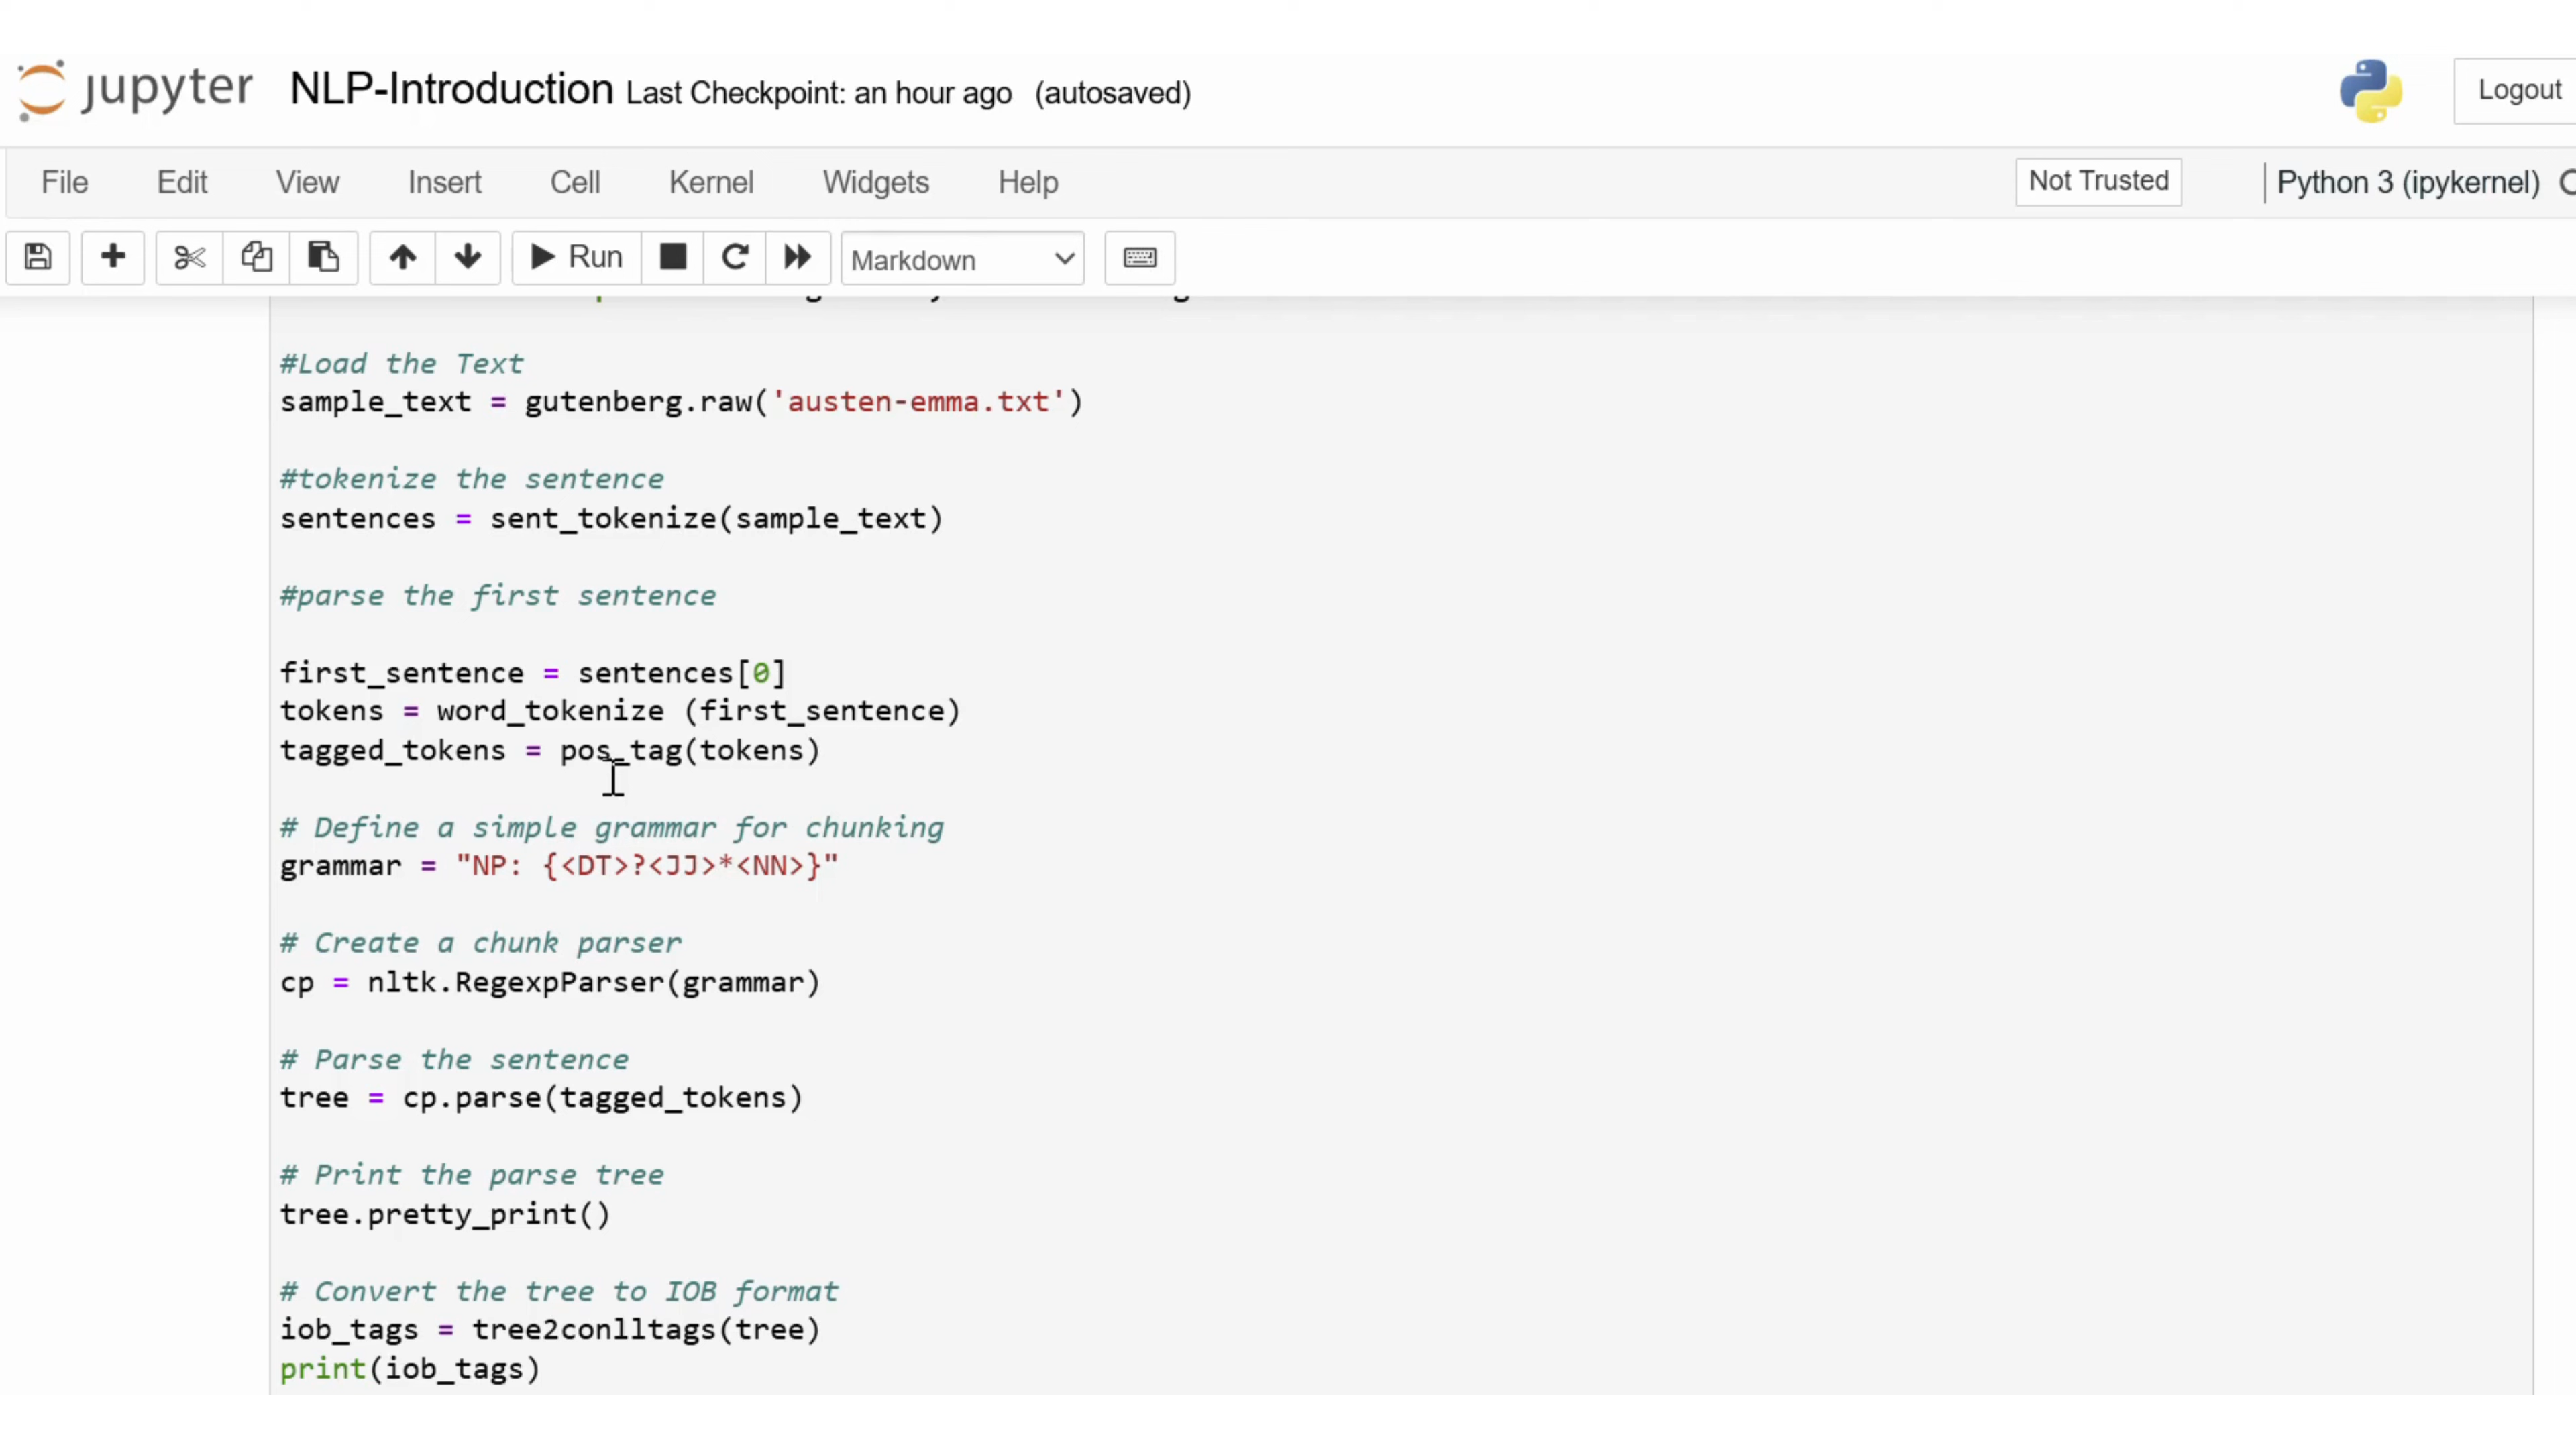 jupyter NLP-Introduction Last Checkpoint: an hour ago (autosaved) Logout
File Edit View Insert Cell Kernel Widgets Help Not Trusted Python 3 (ipykernel)
Run Markdown
#Load the Text
sample_text = gutenberg.raw('austen-emma.txt')
#tokenize the sentence
sentences = sent_tokenize(sample_text)
#parse the first sentence
first_sentence = sentences[0]
tokens = word_tokenize (first_sentence)
tagged_tokens = pos_tag(tokens)
# Define a simple grammar for chunking
grammar = "NP: {<DT>?<JJ>*<NN>}"
# Create a chunk parser
cp = nltk.RegexpParser(grammar)
# Parse the sentence
tree = cp.parse(tagged_tokens)
# Print the parse tree
tree.pretty_print()
# Convert the tree to IOB format
iob_tags = tree2conlltags(tree)
print(iob_tags)